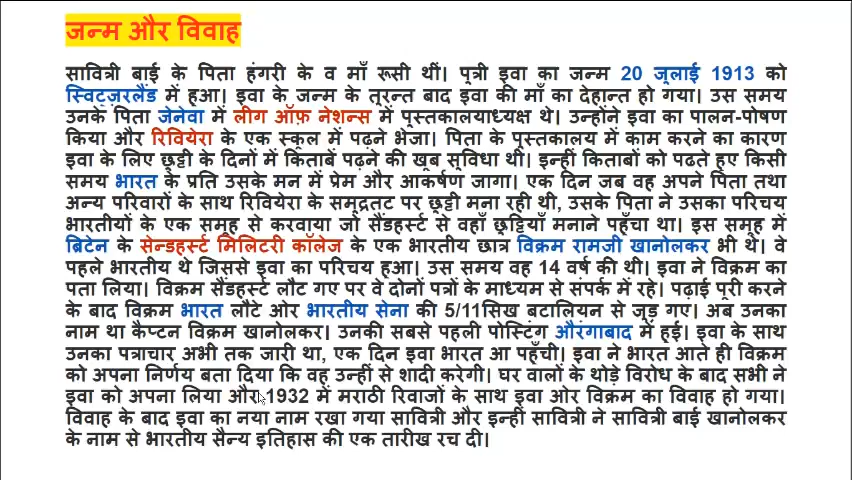 जन्म और विवाह
सावित्री बाई के पिता हंगरी के व माँ रूसी थीं। पुत्री इवा का जन्म 20 जुलाई 1913 को
स्विट्ज़रलैंड में हुआ। इवा के जन्म के तुरन्त बाद इवा की माँ का देहान्त हो गया। उस समय
उनके पिता जेनेवा में लीग ऑफ़ नेशन्स में पुस्तकालयाध्यक्ष थे। उन्होंने इवा का पालन-पोषण
किया और रिवियेरा के एक स्कूल में पढ़ने भेजा। पिता के पुस्तकालय में काम करने का कारण
इवा के लिए छुट्टी के दिनों में किताबें पढ़ने की खूब सुविधा थी। इन्हीं किताबों को पढते हुए किसी
समय भारत के प्रति उसके मन में प्रेम और आकर्षण जागा। एक दिन जब वह अपने पिता तथा
अन्य परिवारों के साथ रिवियेरा के समुद्रतट पर छुट्टी मना रही थी, उसके पिता ने उसका परिचय
भारतीयों के एक समूह से करवाया जो सैंडहर्स्ट से वहाँ छुट्टियाँ मनाने पहुँचा था। इस समूह में
ब्रिटेन के सेन्डहर्स्ट मिलिटरी कॉलेज के एक भारतीय छात्र विक्रम रामजी खानोलकर भी थे। वे
पहले भारतीय थे जिससे इवा का परिचय हुआ। उस समय वह 14 वर्ष की थी। इवा ने विक्रम का
पता लिया। विक्रम सैंडहर्स्ट लौट गए पर वे दोनों पत्रों के माध्यम से संपर्क में रहे। पढ़ाई पूरी करने
के बाद विक्रम भारत लौटे ओर भारतीय सेना की 5/11सिख बटालियन से जुड़ गए। अब उनका
नाम था कैप्टन विक्रम खानोलकर। उनकी सबसे पहली पोस्टिंग औरंगाबाद में हुई। इवा के साथ
उनका पत्राचार अभी तक जारी था, एक दिन इवा भारत आ पहुँची। इवा ने भारत आते ही विक्रम
को अपना निर्णय बता दिया कि वह उन्हीं से शादी करेगी। घर वालों के थोड़े विरोध के बाद सभी ने
इवा को अपना लिया और 1932 में मराठी रिवाजों के साथ इवा ओर विक्रम का विवाह हो गया।
विवाह के बाद इवा का नया नाम रखा गया सावित्री और इन्हीं सावित्री ने सावित्री बाई खानोलकर
के नाम से भारतीय सैन्य इतिहास की एक तारीख रच दी।